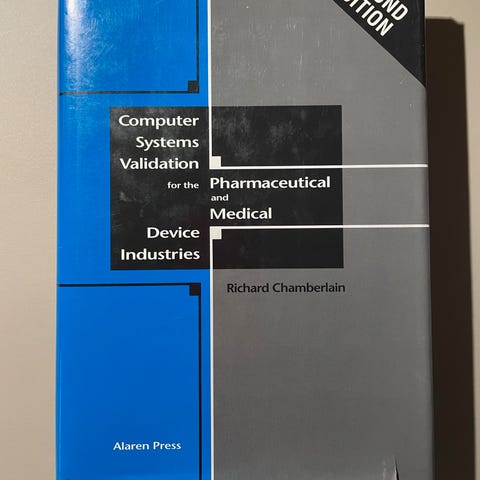 OND
ITION
Computer
Systems
Validation
for the Pharmaceutical
and
Medical
Device
Industries
Richard Chamberlain
Alaren Press